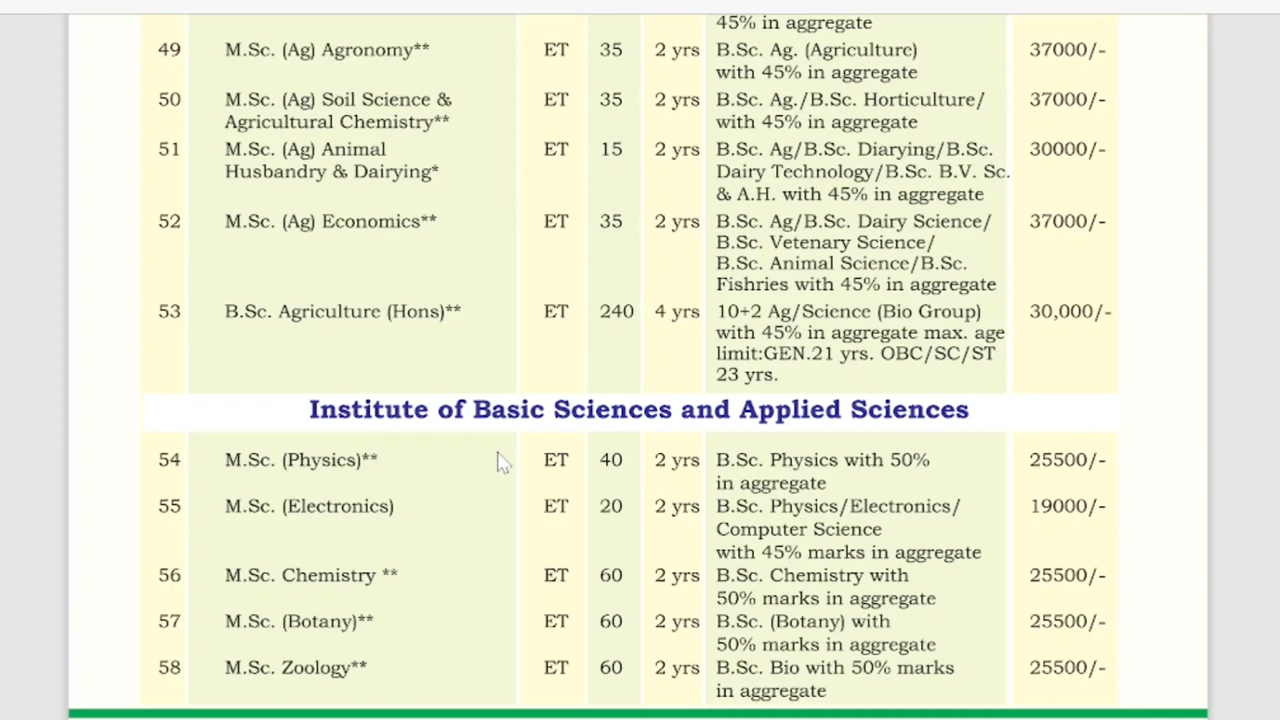 45% in aggregate
49 M.Sc. (Ag) Agronomy** ET 35 2 yrs B.Sc. Ag. (Agriculture) 37000/-
with 45% in aggregate
50 M.Sc. (Ag) Soil Science & ET 35 2 yrs B.Sc. Ag./B.Sc. Horticulture/ 37000/-
Agricultural Chemistry** with 45% in aggregate
51 M.Sc. (Ag) Animal ET 15 2 yrs B.Sc. Ag/B.Sc. Diarying/B.Sc. 30000/-
Husbandry & Dairying* Dairy Technology/B.Sc. B.V. Sc.
& A.H. with 45% in aggregate
52 M.Sc. (Ag) Economics** ET 35 2 yrs B.Sc. Ag/B.Sc. Dairy Science/ 37000/-
B.Sc. Vetenary Science/
B.Sc. Animal Science/B.Sc.
Fishries with 45% in aggregate
53 B.Sc. Agriculture (Hons)** ET 240 4 yrs 10+2 Ag/Science (Bio Group) 30,000/-
with 45% in aggregate max. age
limit:GEN.21 yrs. OBC/SC/ST
23 yrs.
Institute of Basic Sciences and Applied Sciences
54 M.Sc. (Physics)** ET 40 2 yrs B.Sc. Physics with 50% 25500/-
in aggregate
55 M.Sc. (Electronics) ET 20 2 yrs B.Sc. Physics/Electronics/ 19000/-
Computer Science
with 45% marks in aggregate
56 M.Sc. Chemistry ** ET 60 2 yrs B.Sc. Chemistry with 25500/-
50% marks in aggregate
57 M.Sc. (Botany)** ET 60 2 yrs B.Sc. (Botany) with 25500/-
50% marks in aggregate
58 M.Sc. Zoology** ET 60 2 yrs B.Sc. Bio with 50% marks 25500/-
in aggregate